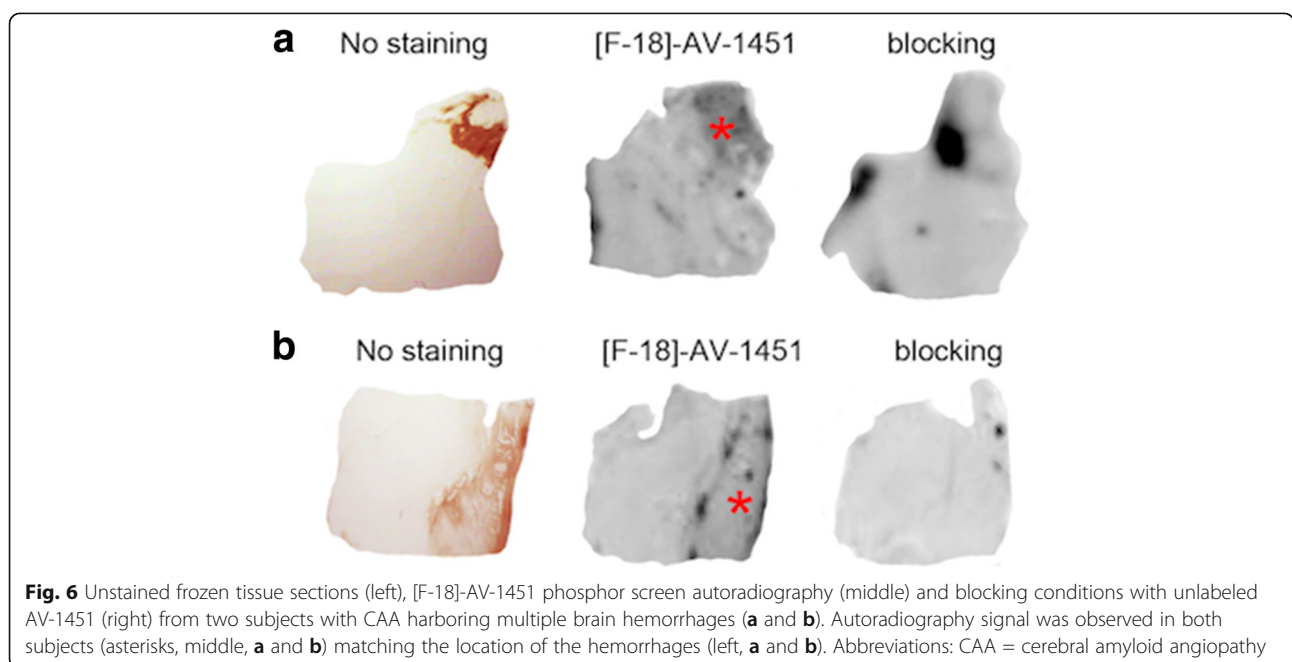 a
No staining [F-18]-AV-1451 blocking
*
b
No staining [F-18]-AV-1451 blocking
*
Fig. 6 Unstained frozen tissue sections (left), [F-18]-AV-1451 phosphor screen autoradiography (middle) and blocking conditions with unlabeled
AV-1451 (right) from two subjects with CAA harboring multiple brain hemorrhages (a and b). Autoradiography signal was observed in both
subjects (asterisks, middle, a and b) matching the location of the hemorrhages (left, a and b). Abbreviations: CAA = cerebral amyloid angiopathy